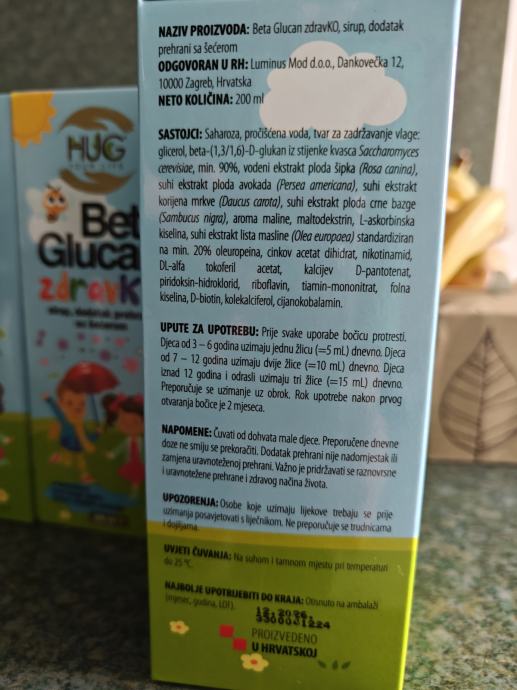 NAZIV PROIZVODA: Beta Glucan zdravKO, sirup, dodatak
prehrani sa šećerom
ODGOVORAN U RH: Luminus Mod d.o.o., Dankovečka 12,
10000 Zagreb, Hrvatska
NETO KOLIČINA: 200 ml
SASTOJCI: Saharoza, pročišćena voda, tvar za zadržavanje vlage:
glicerol, beta-(1,3/1,6)-D-glukan iz stijenke kvasca Saccharomyces
cerevisiae, min. 90%, vodeni ekstrakt ploda šipka (Rosa canina),
suhi ekstrakt ploda avokada (Persea americana), suhi ekstrakt
korijena mrkve (Daucus carota), suhi ekstrakt ploda crne bazge
(Sambucus nigra), aroma maline, maltodekstrin, L-askorbinska
kiselina, suhi ekstrakt lista masline (Olea europaea) standardiziran
na min. 20% oleuropeina, cinkov acetat dihidrat, nikotinamid,
DL-alfa tokoferil acetat, kalcijev D-pantotenat,
piridoksin-hidroklorid, riboflavin, tiamin-mononitrat, folna
kiselina, D-biotin, kolekalciferol, cijanokobalamin.
UPUTE ZA UPOTREBU: Prije svake uporabe bočicu protresti.
Djeca od 3 – 6 godina uzimaju jednu žlicu (=5 mL) dnevno. Djeca
od 7 – 12 godina uzimaju dvije žlice (=10 mL) dnevno. Djeca
iznad 12 godina i odrasli uzimaju tri žlice (=15 mL) dnevno.
Preporučuje se uzimanje uz obrok. Rok upotrebe nakon prvog
otvaranja bočice je 2 mjeseca.
NAPOMENE: Čuvati od dohvata male djece. Preporučene dnevne
doze ne smiju se prekoračiti. Dodatak prehrani nije nadomjestak ili
zamjena uravnoteženoj prehrani. Važno je pridržavati se raznovrsne
i uravnotežene prehrane i zdravog načina života.
UPOZORENJA: Osobe koje uzimaju lijekove trebaju se prije
uzimanja posavjetovati s liječnikom. Ne preporučuje se trudnicama
i dojiljama.
UVJETI ČUVANJA: Na suhom i tamnom mjestu pri temperaturi
do 25 °C.
NAJBOLJE UPOTRIJEBITI DO KRAJA: Otisnuto na ambalaži
(mjesec, godina, LOT).
12.2026.
PROIZVEDENO
U HRVATSKOJ
HUG
YOUR LIFE
Bet
Gluca
zdravK
sirup, dodatak prehr
sa šećerom